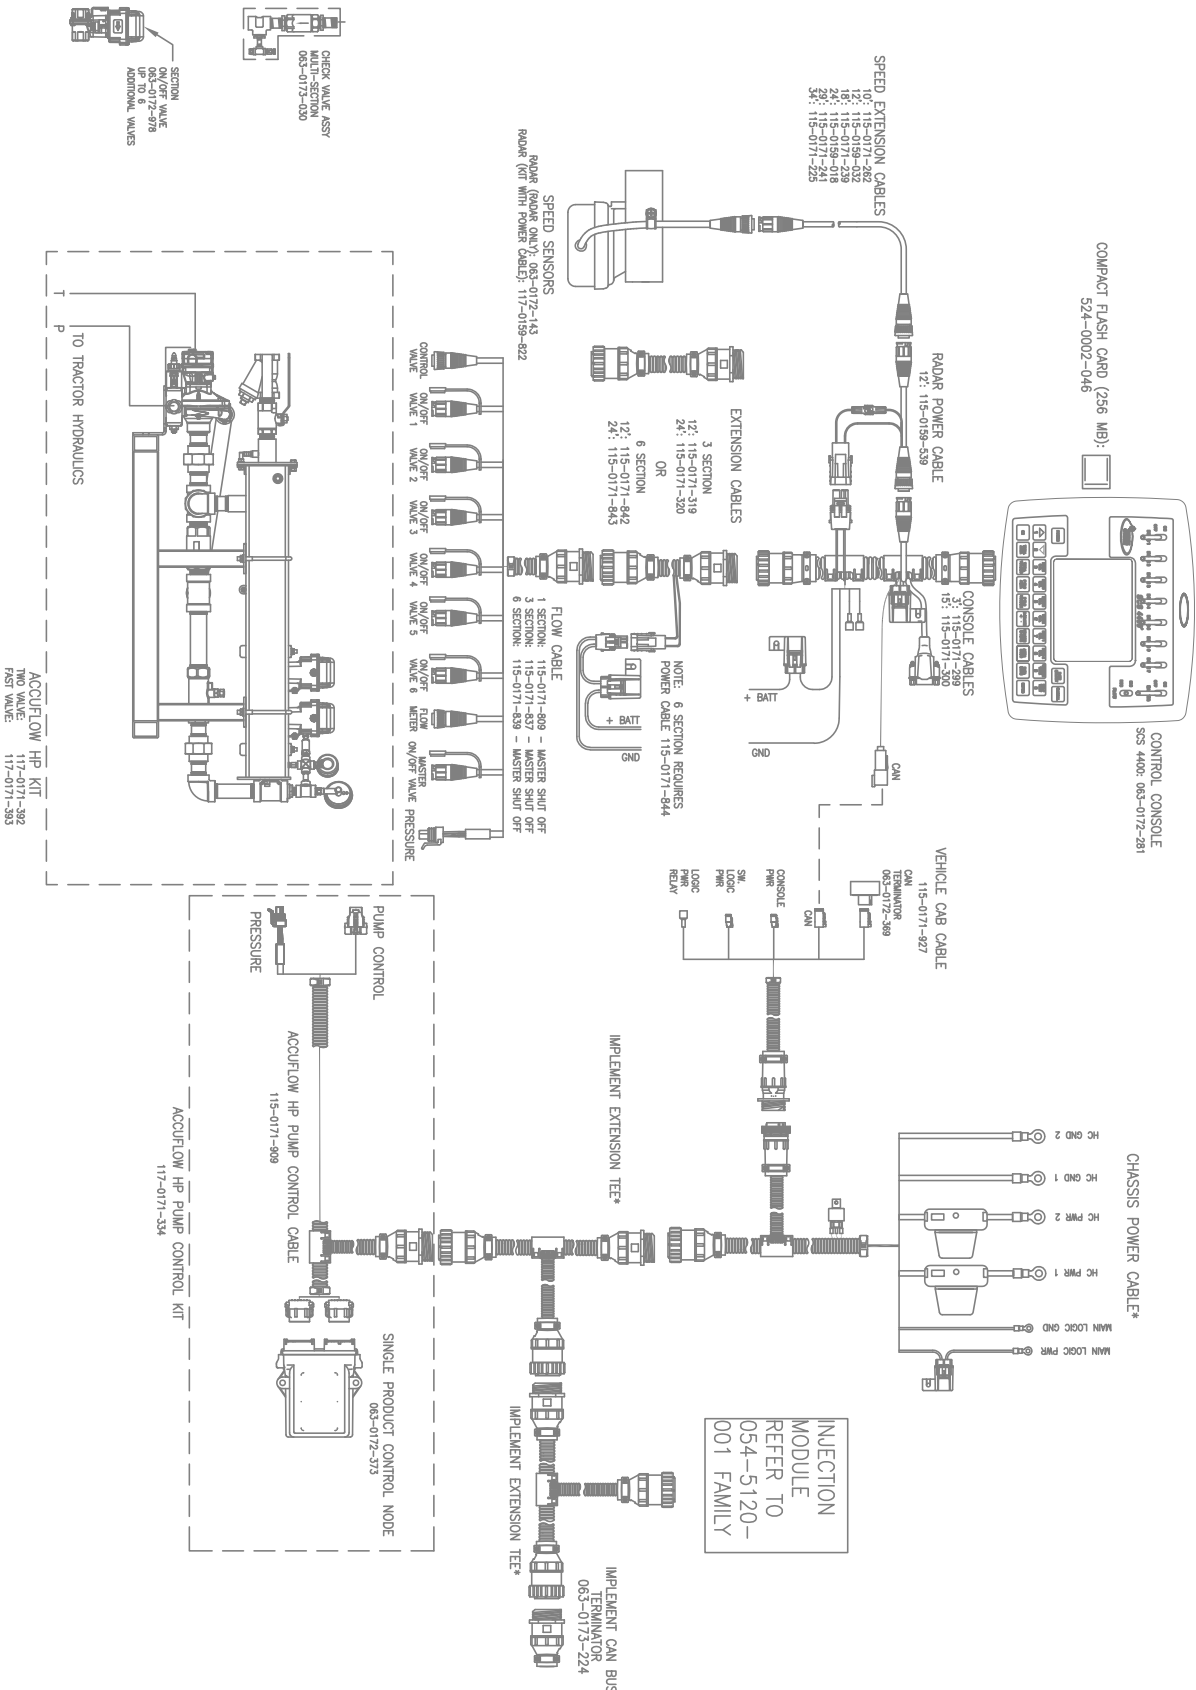 COMPACT FLASH CARD (256 MB):
524-0002-046
CONTROL CONSOLE
SCS 4400: 063-0172-281
SPEED EXTENSION CABLES
10': 115-0171-262
12': 115-0159-032
18': 115-0171-239
24': 115-0159-018
29': 115-0171-241
34': 115-0171-225
RADAR POWER CABLE
12': 115-0159-539
CONSOLE CABLES
3': 115-0171-299
15': 115-0171-300
CAN
+ BATT
GND
VEHICLE CAB CABLE
115-0171-927
CAN
TERMINATOR
063-0172-369
CAN
CONSOLE
PWR
SW.
LOGIC
PWR
LOGIC
PWR
RELAY
CHASSIS POWER CABLE*
HC GND 2
HC GND 1
HC PWR 2
HC PWR 1
MAIN LOGIC GND
MAIN LOGIC PWR
SPEED SENSORS
RADAR (RADAR ONLY): 063-0172-143
RADAR (KIT WITH POWER CABLE): 117-0159-822
EXTENSION CABLES
3 SECTION
12': 115-0171-319
24': 115-0171-320
OR
6 SECTION
12': 115-0171-842
24': 115-0171-843
NOTE: 6 SECTION REQUIRES
POWER CABLE 115-0171-844
+ BATT
GND
FLOW CABLE
1 SECTION: 115-0171-809 - MASTER SHUT OFF
3 SECTION: 115-0171-837 - MASTER SHUT OFF
6 SECTION: 115-0171-839 - MASTER SHUT OFF
CONTROL
VALVE
ON/OFF
VALVE 1
ON/OFF
VALVE 2
ON/OFF
VALVE 3
ON/OFF
VALVE 4
ON/OFF
VALVE 5
ON/OFF
VALVE 6
FLOW
METER
MASTER
ON/OFF VALVE
PRESSURE
CHECK VALVE ASSY
MULTI-SECTION
063-0173-030
SECTION
ON/OFF VALVE
063-0172-978
UP TO 6
ADDITIONAL VALVES
T
P
TO TRACTOR HYDRAULICS
ACCUFLOW HP KIT
TWO VALVE: 117-0171-392
FAST VALVE: 117-0171-393
IMPLEMENT EXTENSION TEE*
INJECTION
MODULE
REFER TO
054-5120-
001 FAMILY
IMPLEMENT EXTENSION TEE*
IMPLEMENT CAN BUS
TERMINATOR
063-0173-224
PUMP CONTROL
PRESSURE
ACCUFLOW HP PUMP CONTROL CABLE
115-0171-909
SINGLE PRODUCT CONTROL NODE
063-0172-373
ACCUFLOW HP PUMP CONTROL KIT
117-0171-334